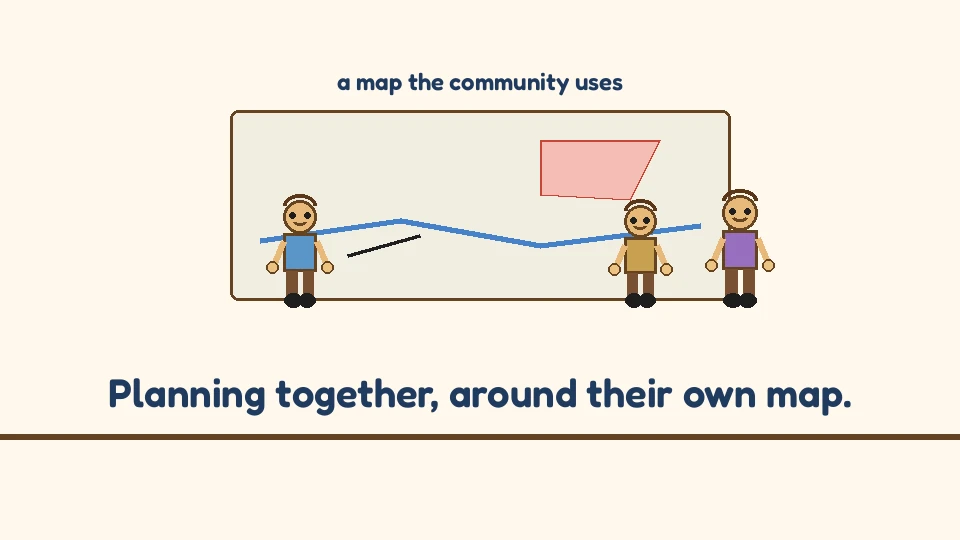 a map the community uses
Planning together, around their own map.